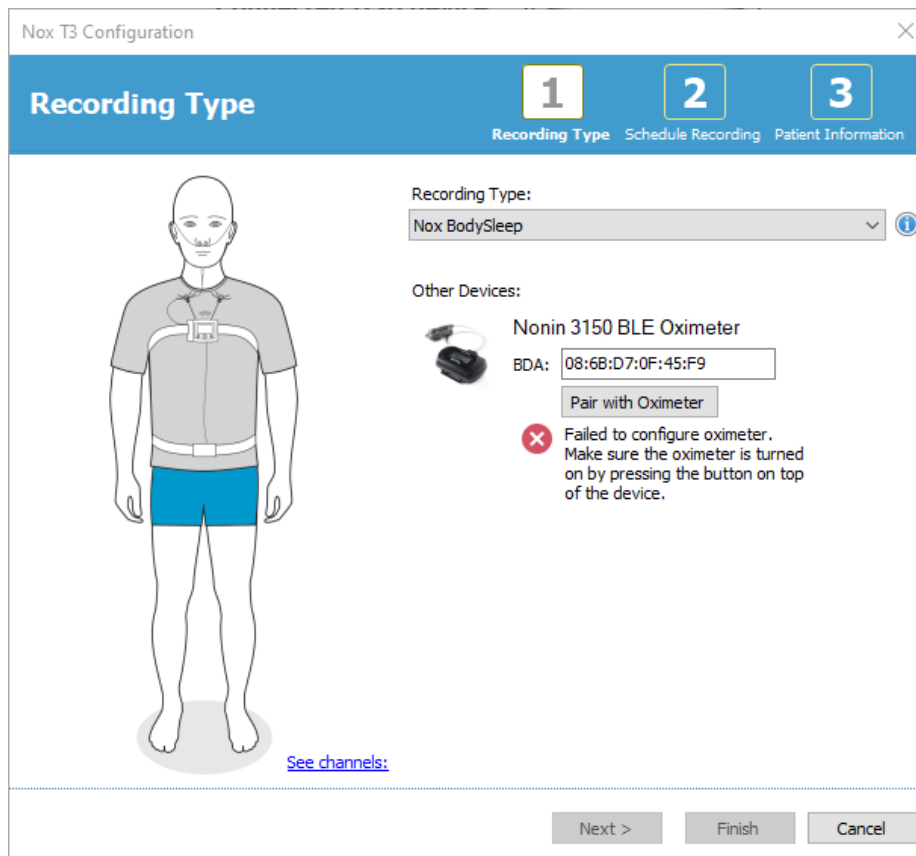 Nox T3 Configuration
Recording Type
1
Recording Type
2
Schedule Recording
3
Patient Information
Recording Type:
Nox BodySleep
Other Devices:
Nonin 3150 BLE Oximeter
BDA: 08:6B:D7:0F:45:F9
Pair with Oximeter
Failed to configure oximeter.
Make sure the oximeter is turned
on by pressing the button on top
of the device.
See channels:
Next >
Finish
Cancel